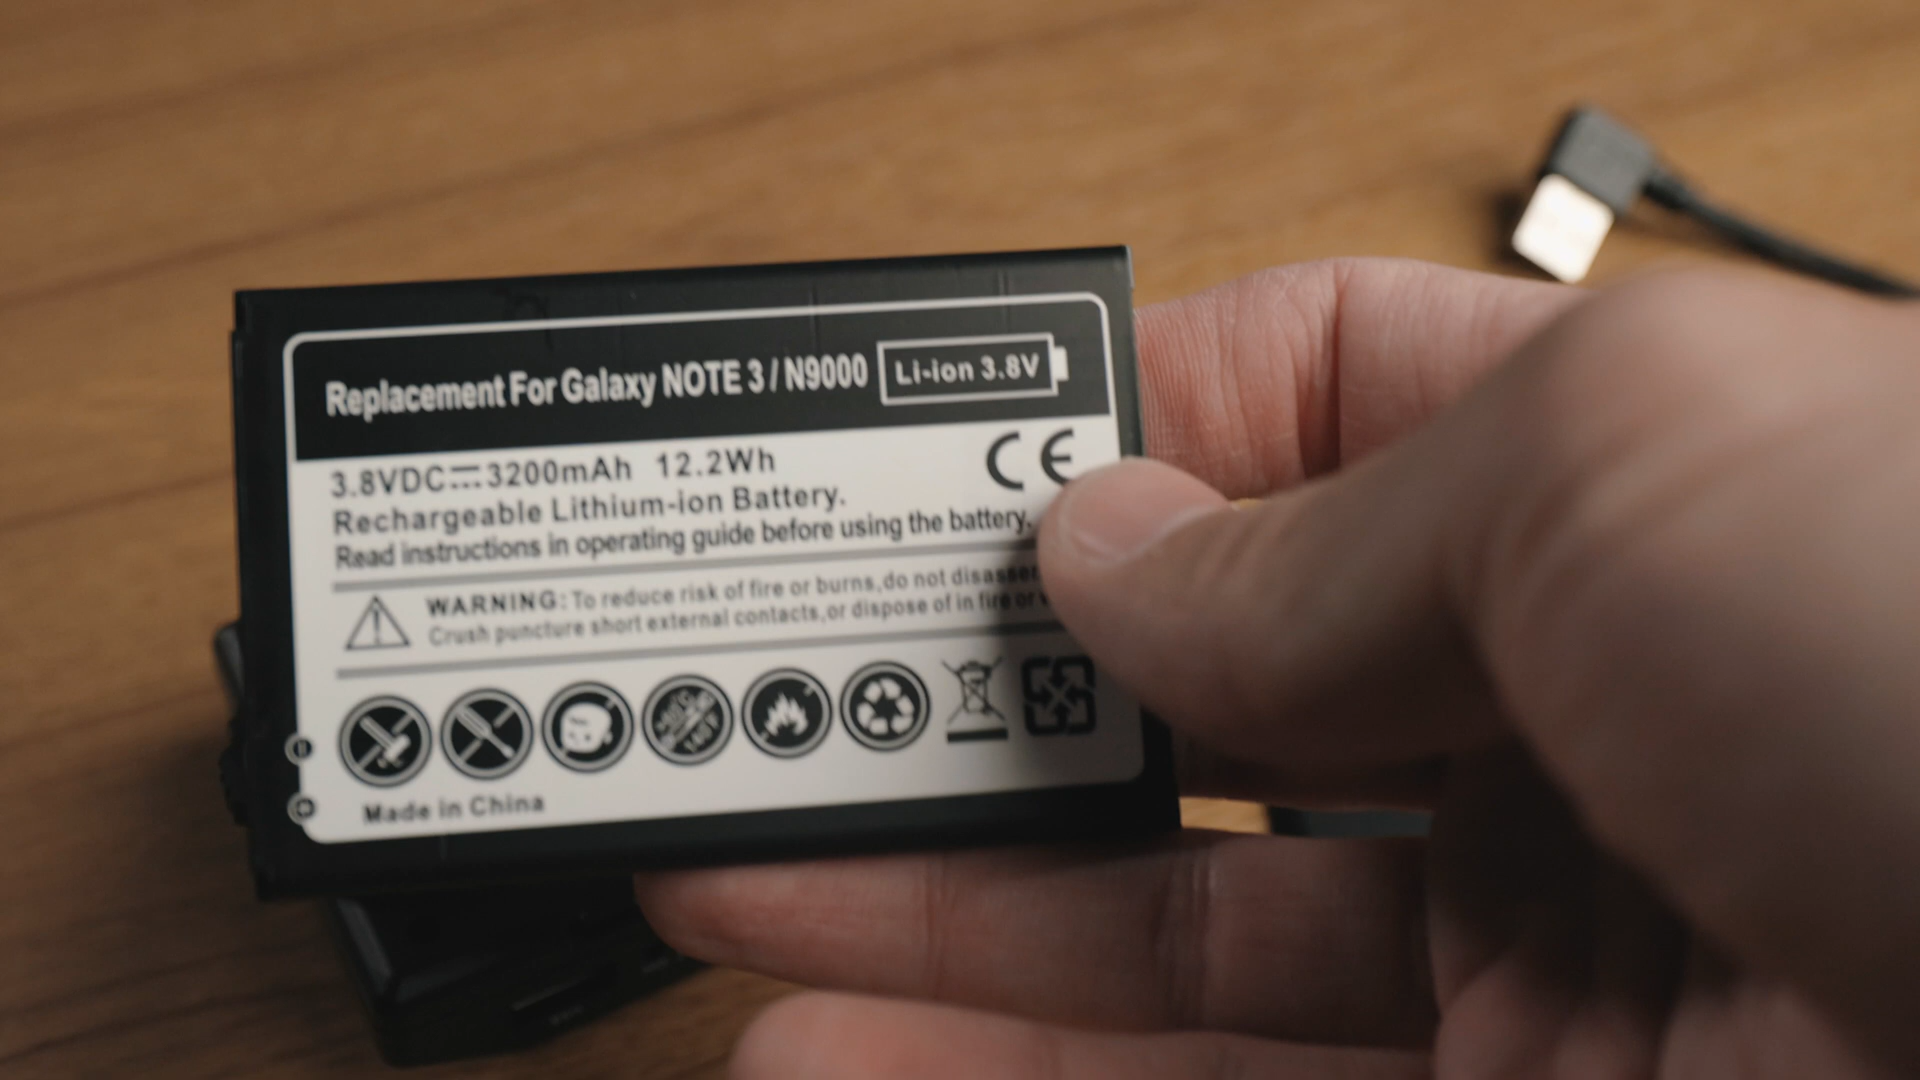 Replacement For Galaxy NOTE 3 / N9000
Li-ion 3.8V
3.8VDC⎓3200mAh 12.2Wh
CE
Rechargeable Lithium-ion Battery.
Read instructions in operating guide before using the battery.
WARNING: To reduce risk of fire or burns,do not
Crush puncture short external contacts,or dispose of in fire or
Made in China